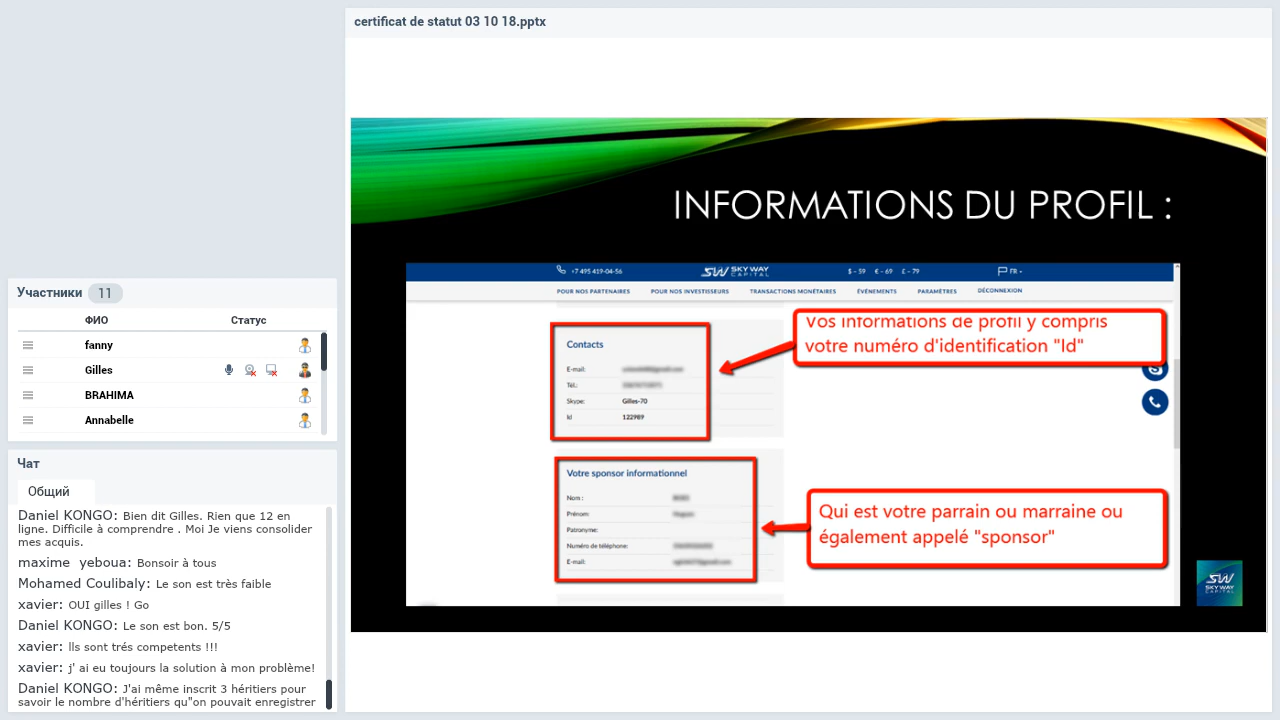 certificat de statut 03 10 18.pptx
INFORMATIONS DU PROFIL :
+7 495 419-04-56
SW SKY WAY
CAPITAL
$ - 59 € - 69 £ - 79
FR
POUR NOS PARTENAIRES POUR NOS INVESTISSEURS TRANSACTIONS MONÉTAIRES ÉVÉNEMENTS PARAMÈTRES DÉCONNEXION
Contacts
E-mail:
Tél.:
Skype: Gilles-70
Id 122989
Vos informations de profil y compris
votre numéro d'identification "Id"
Votre sponsor informationnel
Nom :
Prénom:
Patronyme:
Numéro de téléphone:
E-mail:
Qui est votre parrain ou marraine ou
également appelé "sponsor"
SW
SKY WAY
CAPITAL
Участники 11
ФИО Статус
fanny
Gilles
BRAHIMA
Annabelle
Чат
Общий
Daniel KONGO: Bien dit Gilles. Rien que 12 en
ligne. Difficile à comprendre . Moi Je viens consolider
mes acquis.
maxime yeboua: Bonsoir à tous
Mohamed Coulibaly: Le son est très faible
xavier: OUI gilles ! Go
Daniel KONGO: Le son est bon. 5/5
xavier: Ils sont trés competents !!!
xavier: j' ai eu toujours la solution à mon problème!
Daniel KONGO: J'ai même inscrit 3 héritiers pour
savoir le nombre d'héritiers qu"on pouvait enregistrer